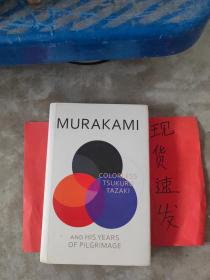 MURAKAMI
COLORLESS
TSUKURU
TAZAKI
AND HIS YEARS
OF PILGRIMAGE
现
货
速
发